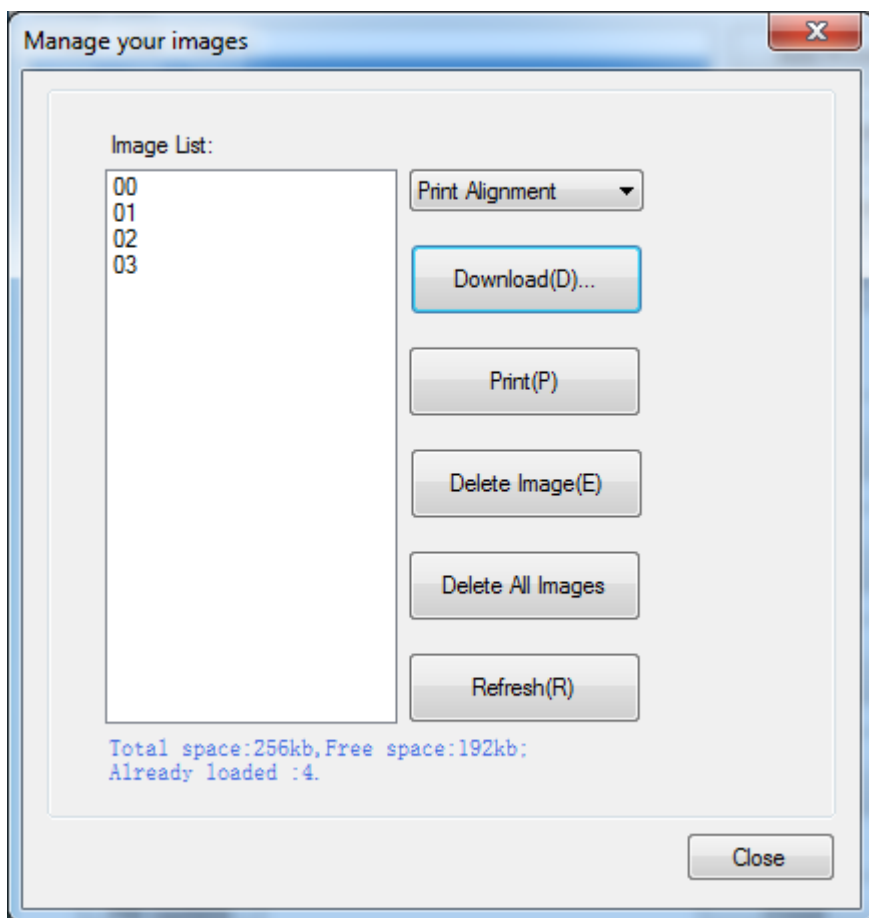 Manage your images
Image List:
00
01
02
03
Print Alignment
Download(D)...
Print(P)
Delete Image(E)
Delete All Images
Refresh(R)
Total space:256kb,Free space:192kb;
Already loaded :4.
Close